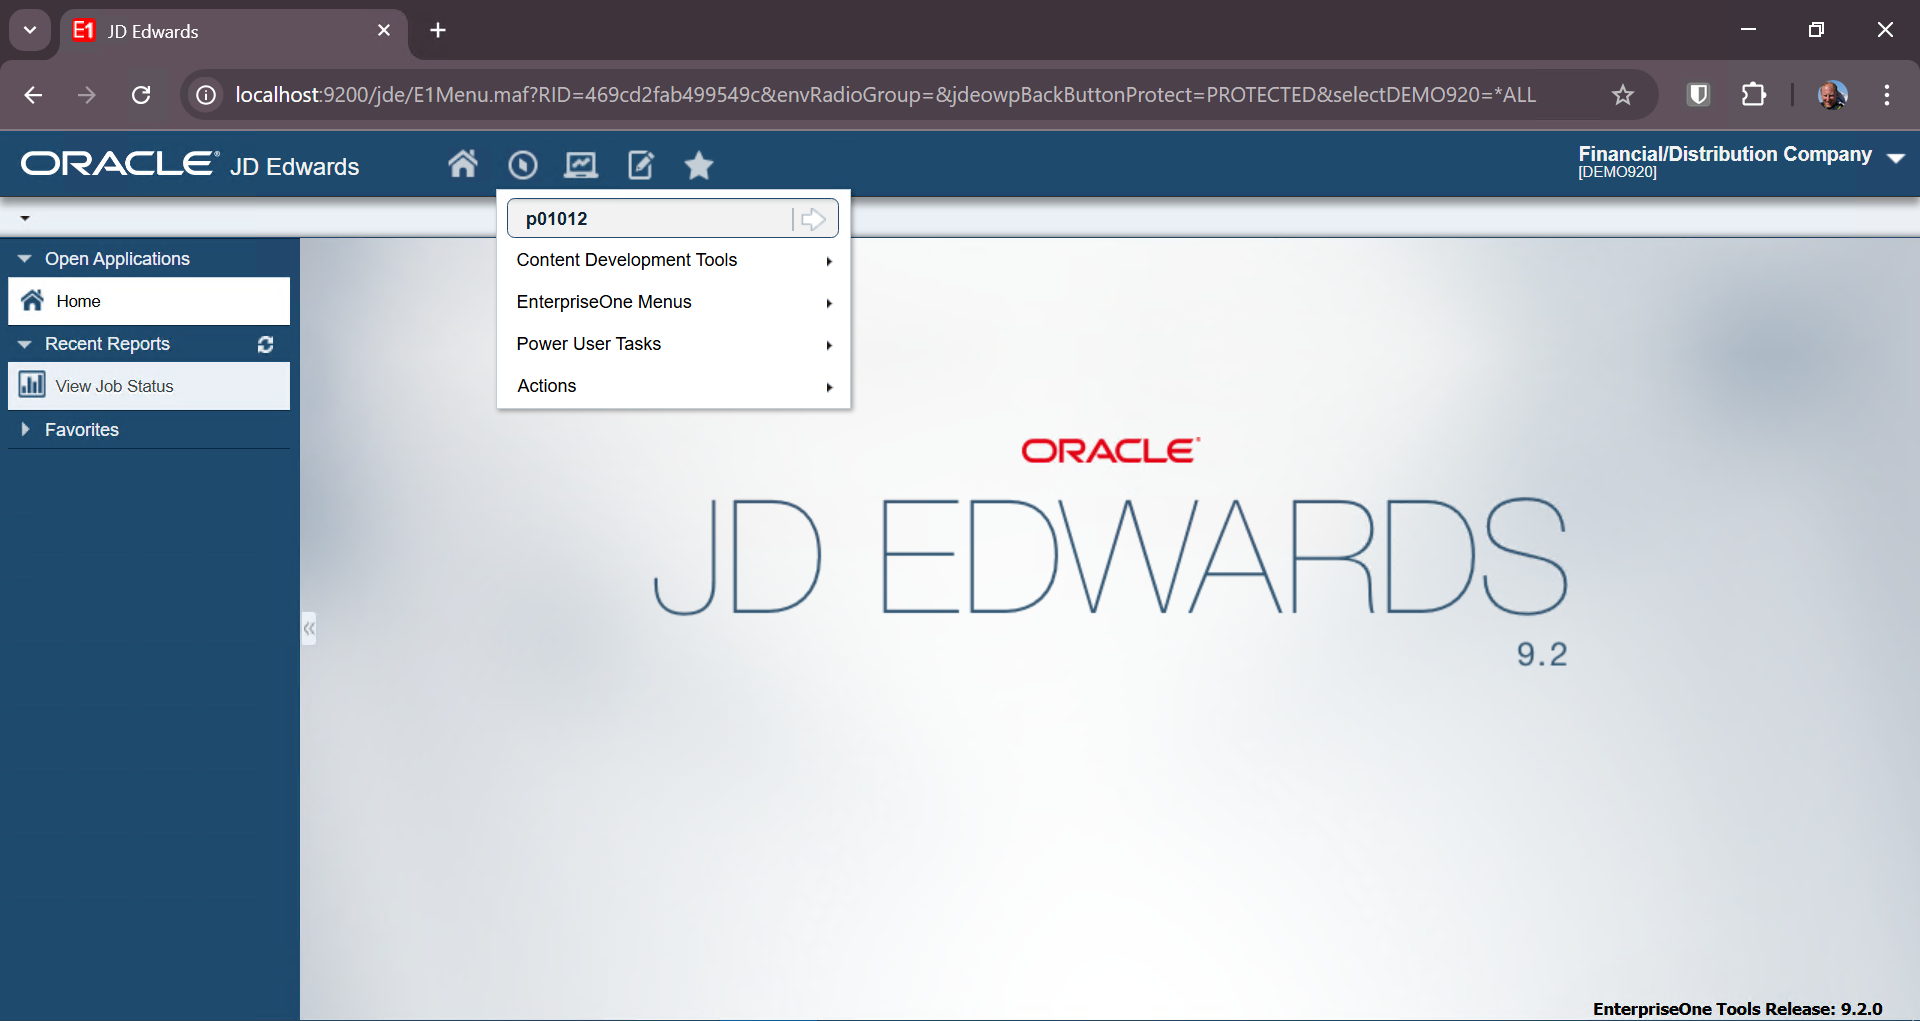 E1 JD Edwards
localhost:9200/jde/E1Menu.maf?RID=469cd2fab499549c&envRadioGroup=&jdeowpBackButtonProtect=PROTECTED&selectDEMO920=*ALL
ORACLE JD Edwards
Financial/Distribution Company
[DEMO920]
p01012
Content Development Tools
EnterpriseOne Menus
Power User Tasks
Actions
Open Applications
Home
Recent Reports
View Job Status
Favorites
ORACLE
JD EDWARDS
9.2
EnterpriseOne Tools Release: 9.2.0